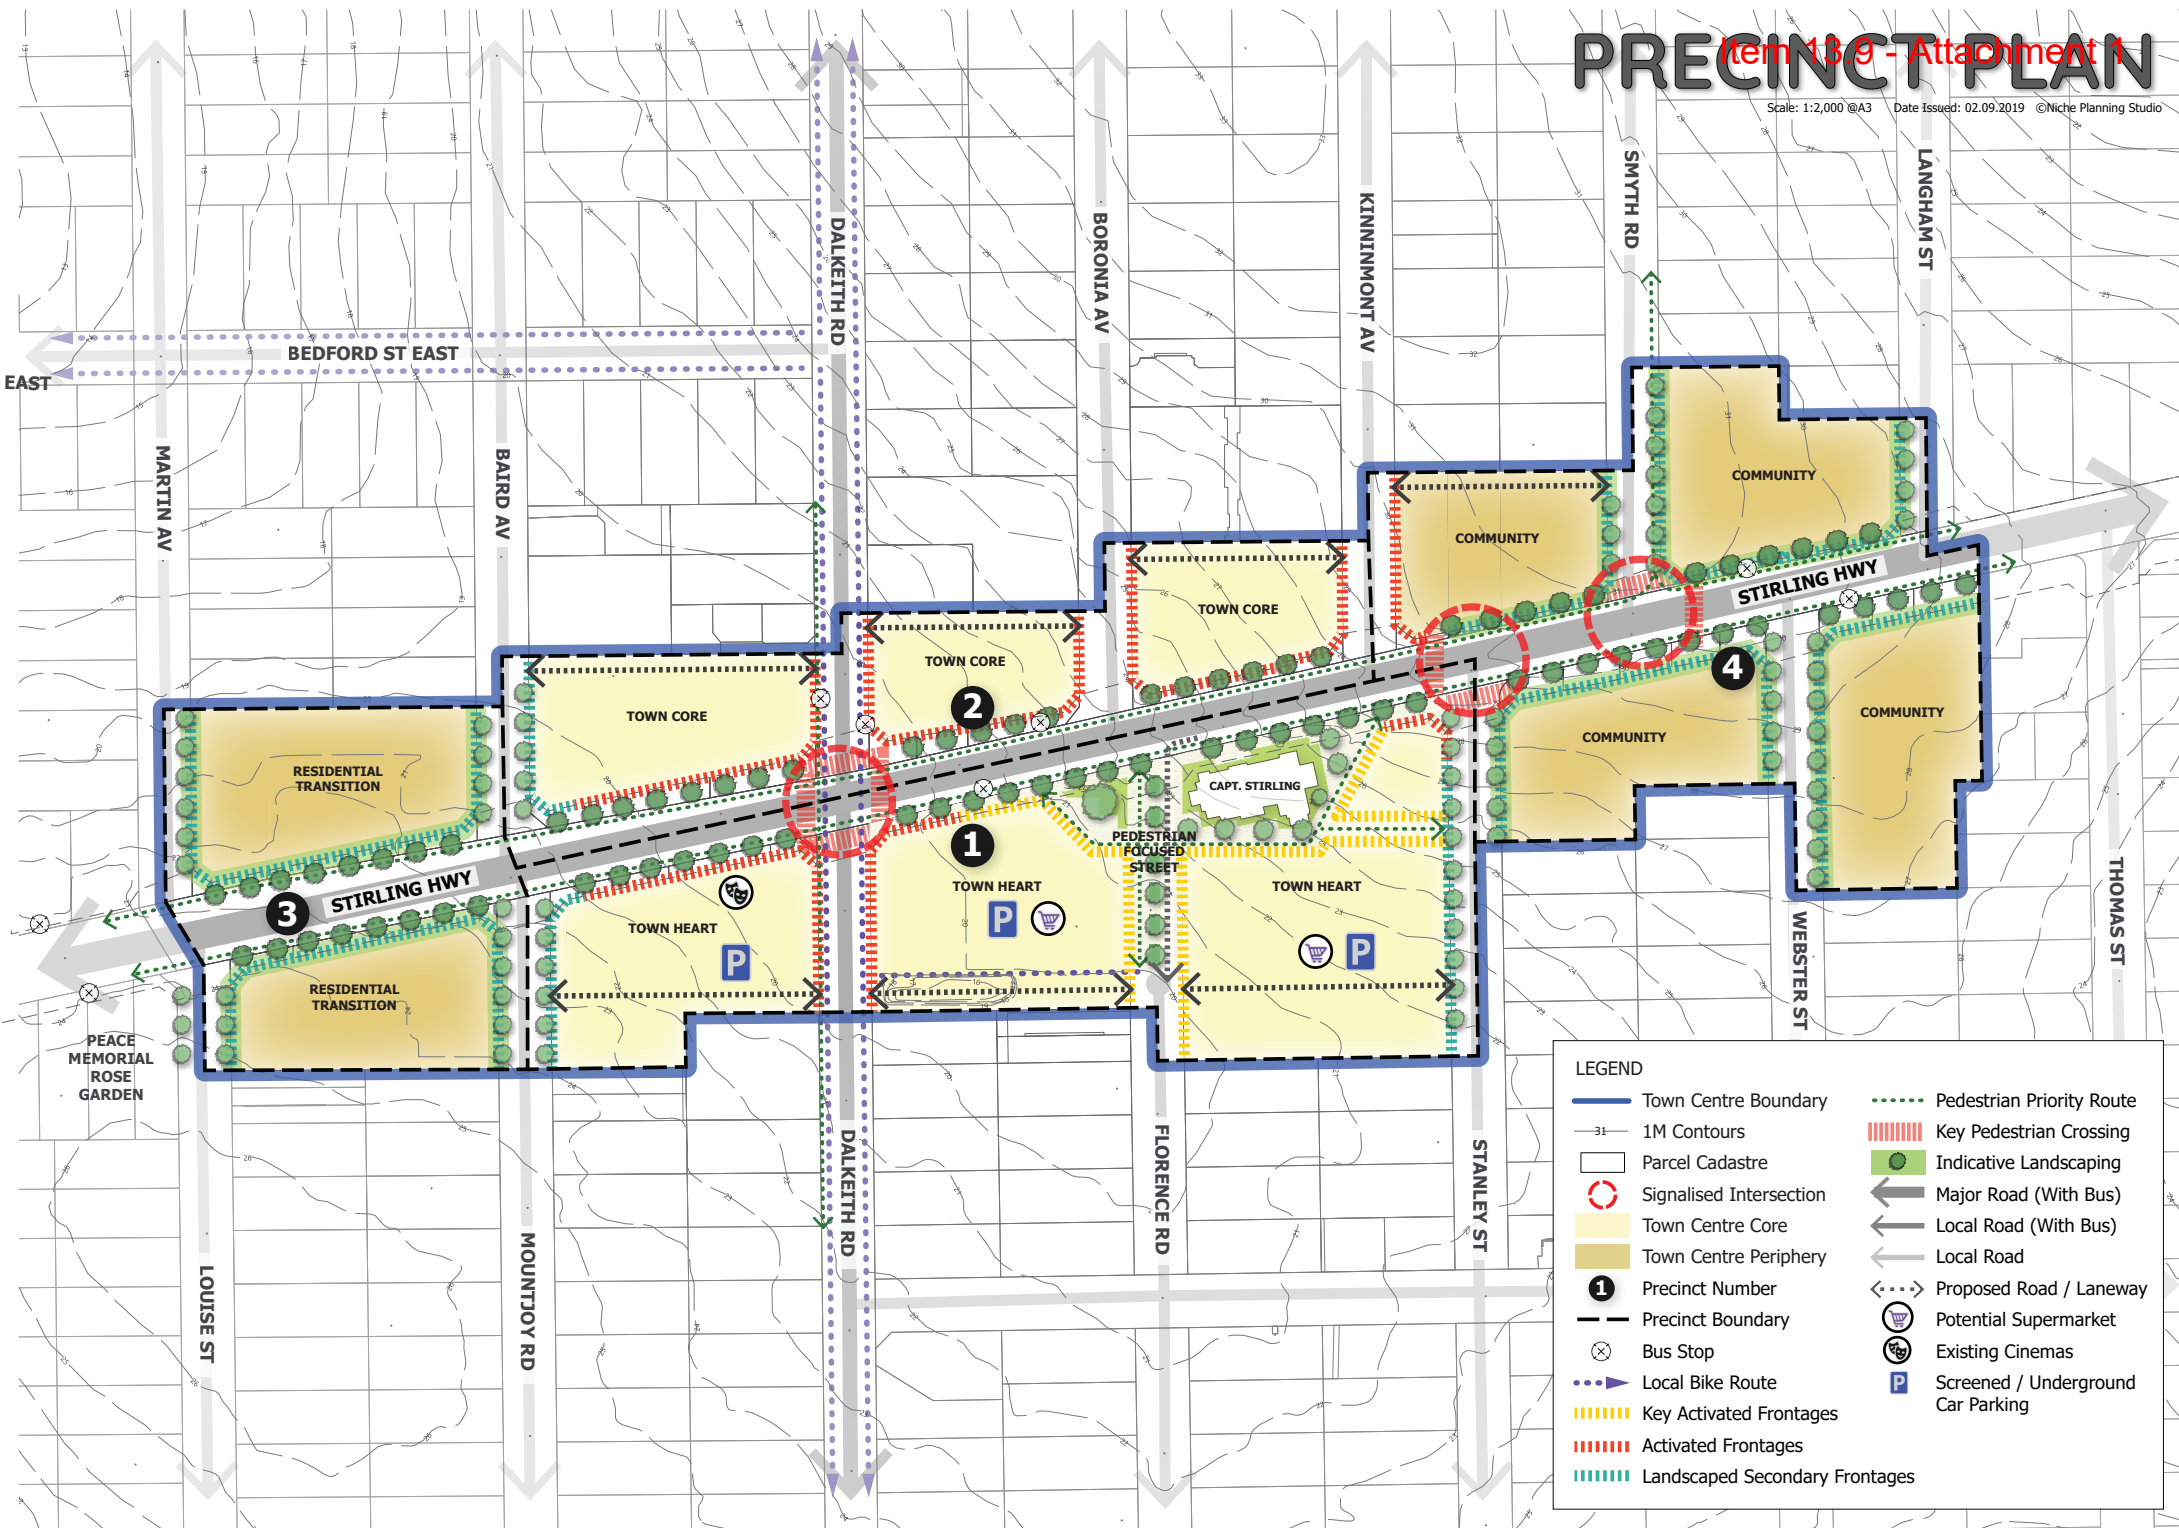 PRECINCT PLAN
Item 13.9 - Attachment 1
Scale: 1:2,000 @A3 Date Issued: 02.09.2019 ©Niche Planning Studio
SMYTH RD
LANGHAM ST
KINNINMONT AV
BORONIA AV
DALKEITH RD
BEDFORD ST EAST
EAST
MARTIN AV
BAIRD AV
COMMUNITY
COMMUNITY
STIRLING HWY
TOWN CORE
TOWN CORE
TOWN CORE
2
4
COMMUNITY
COMMUNITY
RESIDENTIAL
TRANSITION
CAPT. STIRLING
PEDESTRIAN
FOCUSED
STREET
1
TOWN HEART
P
TOWN HEART
P
TOWN HEART
P
STIRLING HWY
3
RESIDENTIAL
TRANSITION
PEACE
MEMORIAL
ROSE
GARDEN
THOMAS ST
WEBSTER ST
STANLEY ST
FLORENCE RD
DALKEITH RD
MOUNTJOY RD
LOUISE ST
LEGEND
Town Centre Boundary
31 1M Contours
Parcel Cadastre
Signalised Intersection
Town Centre Core
Town Centre Periphery
1 Precinct Number
Precinct Boundary
Bus Stop
Local Bike Route
Key Activated Frontages
Activated Frontages
Landscaped Secondary Frontages
Pedestrian Priority Route
Key Pedestrian Crossing
Indicative Landscaping
Major Road (With Bus)
Local Road (With Bus)
Local Road
Proposed Road / Laneway
Potential Supermarket
Existing Cinemas
P Screened / Underground
Car Parking